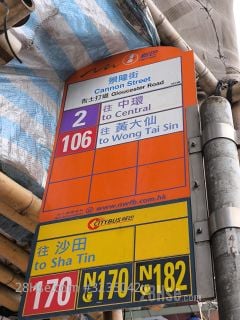 景隆街
Cannon Street
告士打道 Gloucester Road
2
往 中環
to Central
106
往 黃大仙
to Wong Tai Sin
www.nwfb.com.hk
CITYBUS 城巴
往 沙田
to Sha Tin
170 N170 N182